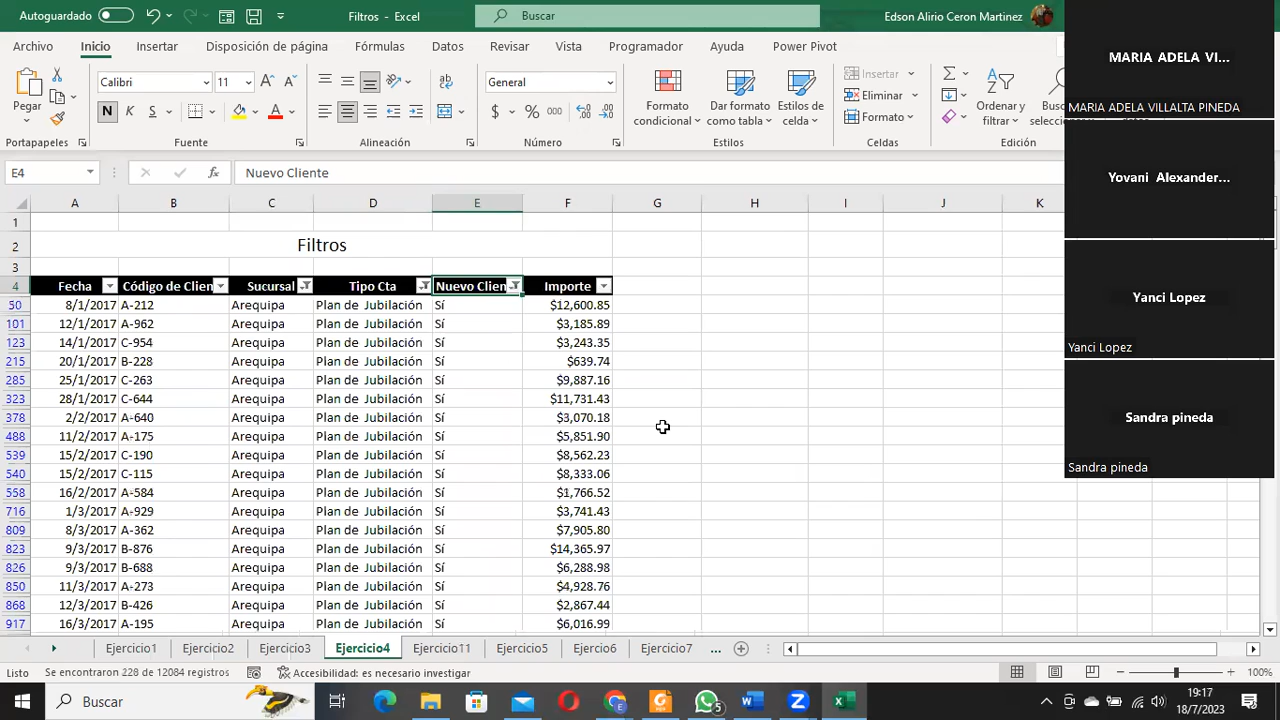 Autoguardado
Filtros - Excel
Buscar
Edson Alirio Ceron Martinez
Archivo Inicio Insertar Disposición de página Fórmulas Datos Revisar Vista Programador Ayuda Power Pivot
Pegar
Calibri 11
N K S
General
$ % 000
Formato condicional
Dar formato como tabla
Estilos de celda
Insertar
Eliminar
Formato
Ordenar y filtrar
Portapapeles Fuente Alineación Número Estilos Celdas Edición
E4 fx Nuevo Cliente
A B C D E F G H I J K
1
2 Filtros
3
4 Fecha Código de Clien Sucursal Tipo Cta Nuevo Clien Importe
50 8/1/2017 A-212 Arequipa Plan de Jubilación Sí $12,600.85
101 12/1/2017 A-962 Arequipa Plan de Jubilación Sí $3,185.89
123 14/1/2017 C-954 Arequipa Plan de Jubilación Sí $3,243.35
215 20/1/2017 B-228 Arequipa Plan de Jubilación Sí $639.74
285 25/1/2017 C-263 Arequipa Plan de Jubilación Sí $9,887.16
323 28/1/2017 C-644 Arequipa Plan de Jubilación Sí $11,731.43
378 2/2/2017 A-640 Arequipa Plan de Jubilación Sí $3,070.18
488 11/2/2017 A-175 Arequipa Plan de Jubilación Sí $5,851.90
539 15/2/2017 C-190 Arequipa Plan de Jubilación Sí $8,562.23
540 15/2/2017 C-115 Arequipa Plan de Jubilación Sí $8,333.06
558 16/2/2017 A-584 Arequipa Plan de Jubilación Sí $1,766.52
716 1/3/2017 A-929 Arequipa Plan de Jubilación Sí $3,741.43
809 8/3/2017 A-362 Arequipa Plan de Jubilación Sí $7,905.80
823 9/3/2017 B-876 Arequipa Plan de Jubilación Sí $14,365.97
826 9/3/2017 B-688 Arequipa Plan de Jubilación Sí $6,288.98
850 11/3/2017 A-273 Arequipa Plan de Jubilación Sí $4,928.76
868 12/3/2017 B-426 Arequipa Plan de Jubilación Sí $2,867.44
917 16/3/2017 A-195 Arequipa Plan de Jubilación Sí $6,016.99
MARIA ADELA VI...
MARIA ADELA VILLALTA PINEDA
Yovani Alexander...
Yanci Lopez
Yanci Lopez
Sandra pineda
Sandra pineda
Ejercicio1 Ejercicio2 Ejercicio3 Ejercicio4 Ejercicio11 Ejercicio5 Ejercio6 Ejercicio7 ...
Listo Se encontraron 228 de 12084 registros Accesibilidad: es necesario investigar 100%
Buscar
5
19:17
18/7/2023